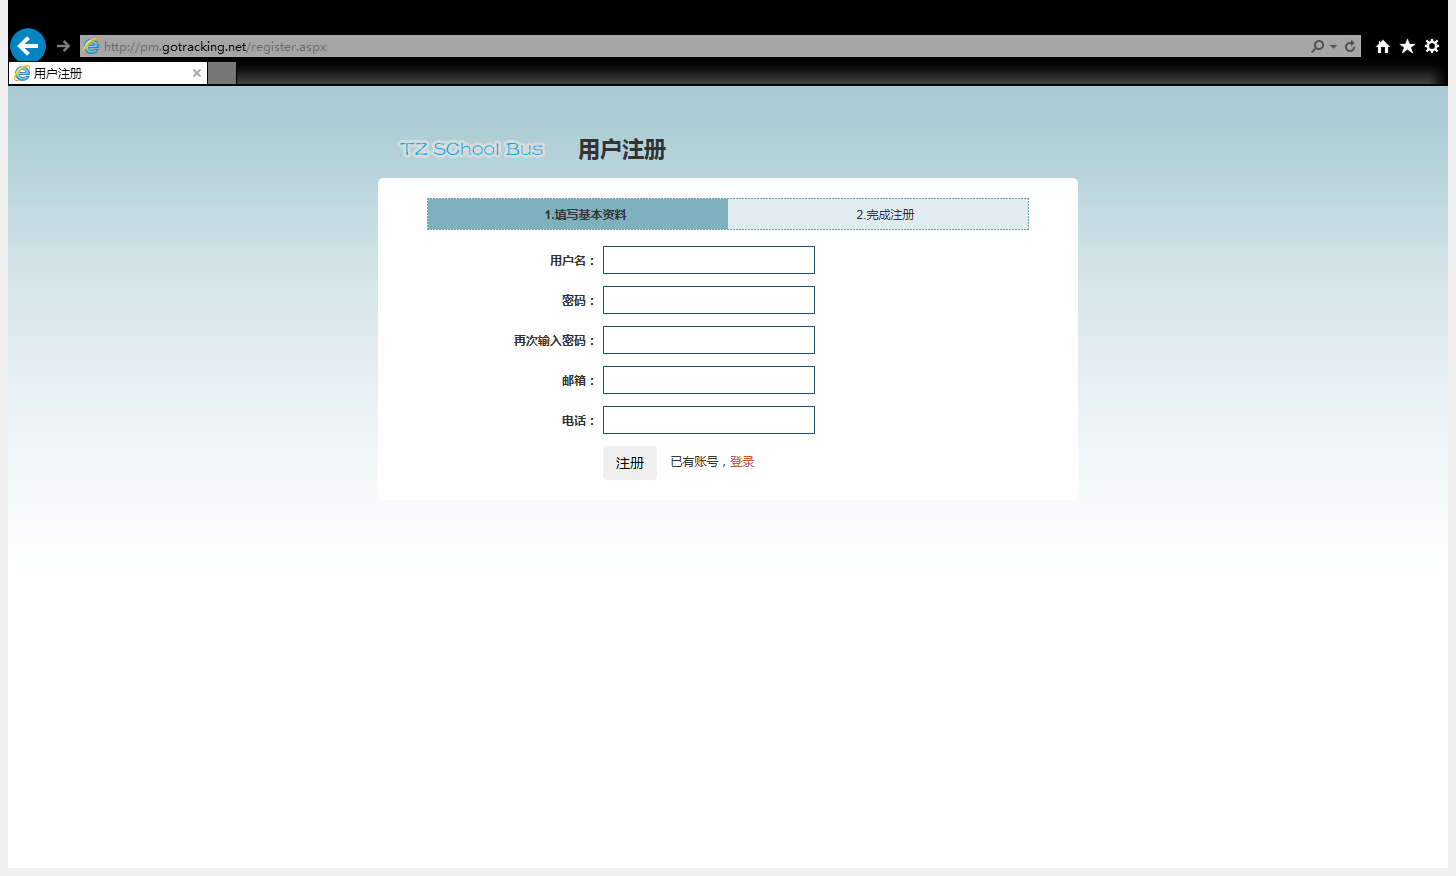 http://pm.gotracking.net/register.aspx
用户注册
TZ SChool Bus
用户注册
1.填写基本资料
2.完成注册
用户名：
密码：
再次输入密码：
邮箱：
电话：
注册
已有账号，登录